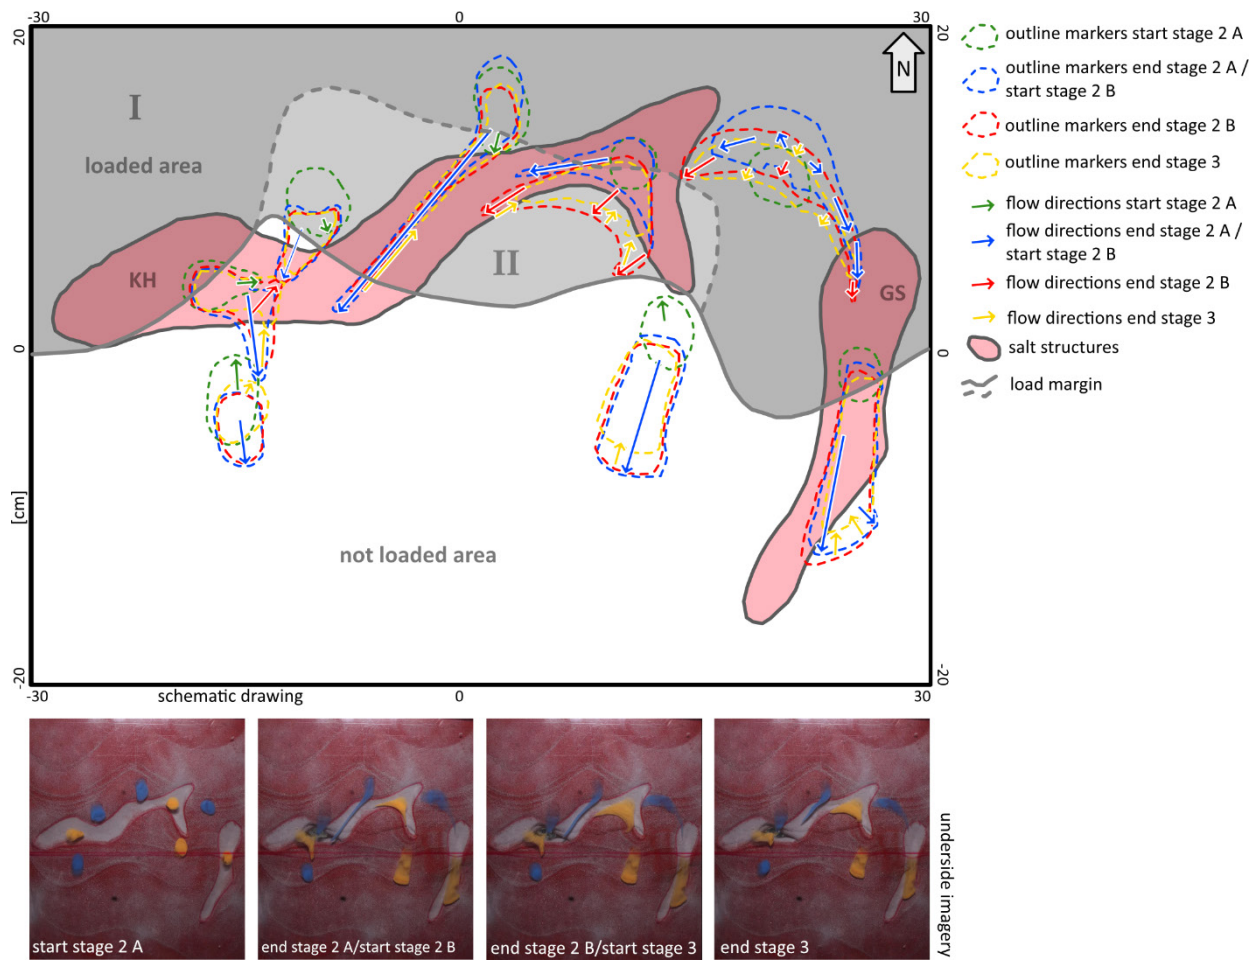 -30
0
30
20
20
N
I
loaded area
KH
II
GS
0
0
[cm]
not loaded area
-20
-20
-30
schematic drawing
0
30
outline markers start stage 2 A
outline markers end stage 2 A /
start stage 2 B
outline markers end stage 2 B
outline markers end stage 3
flow directions start stage 2 A
flow directions end stage 2 A /
start stage 2 B
flow directions end stage 2 B
flow directions end stage 3
salt structures
load margin
start stage 2 A
end stage 2 A/start stage 2 B
end stage 2 B/start stage 3
end stage 3
underside imagery